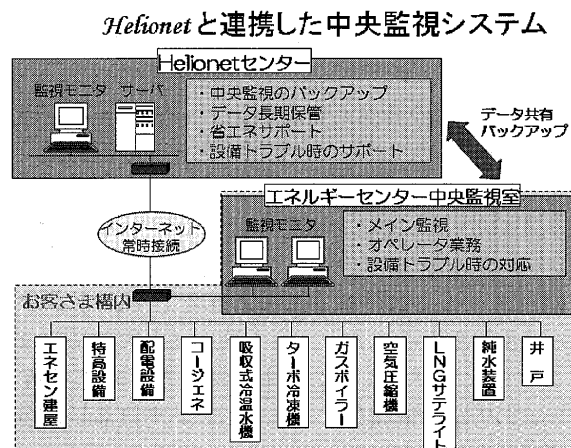 Helionetと連携した中央監視システム
Helionetセンター
監視モニタ サーバ
・中央監視のバックアップ
・データ長期保管
・省エネサポート
・設備トラブル時のサポート
データ共有
バックアップ
エネルギーセンター中央監視室
監視モニタ
・メイン監視
・オペレータ業務
・設備トラブル時の対応
インターネット
常時接続
お客さま構内
エネセン建屋
特高設備
配電設備
コージェネ
吸収式冷温水機
ターボ冷凍機
ガスボイラー
空気圧縮機
LNGサテライト
純水装置
井戸